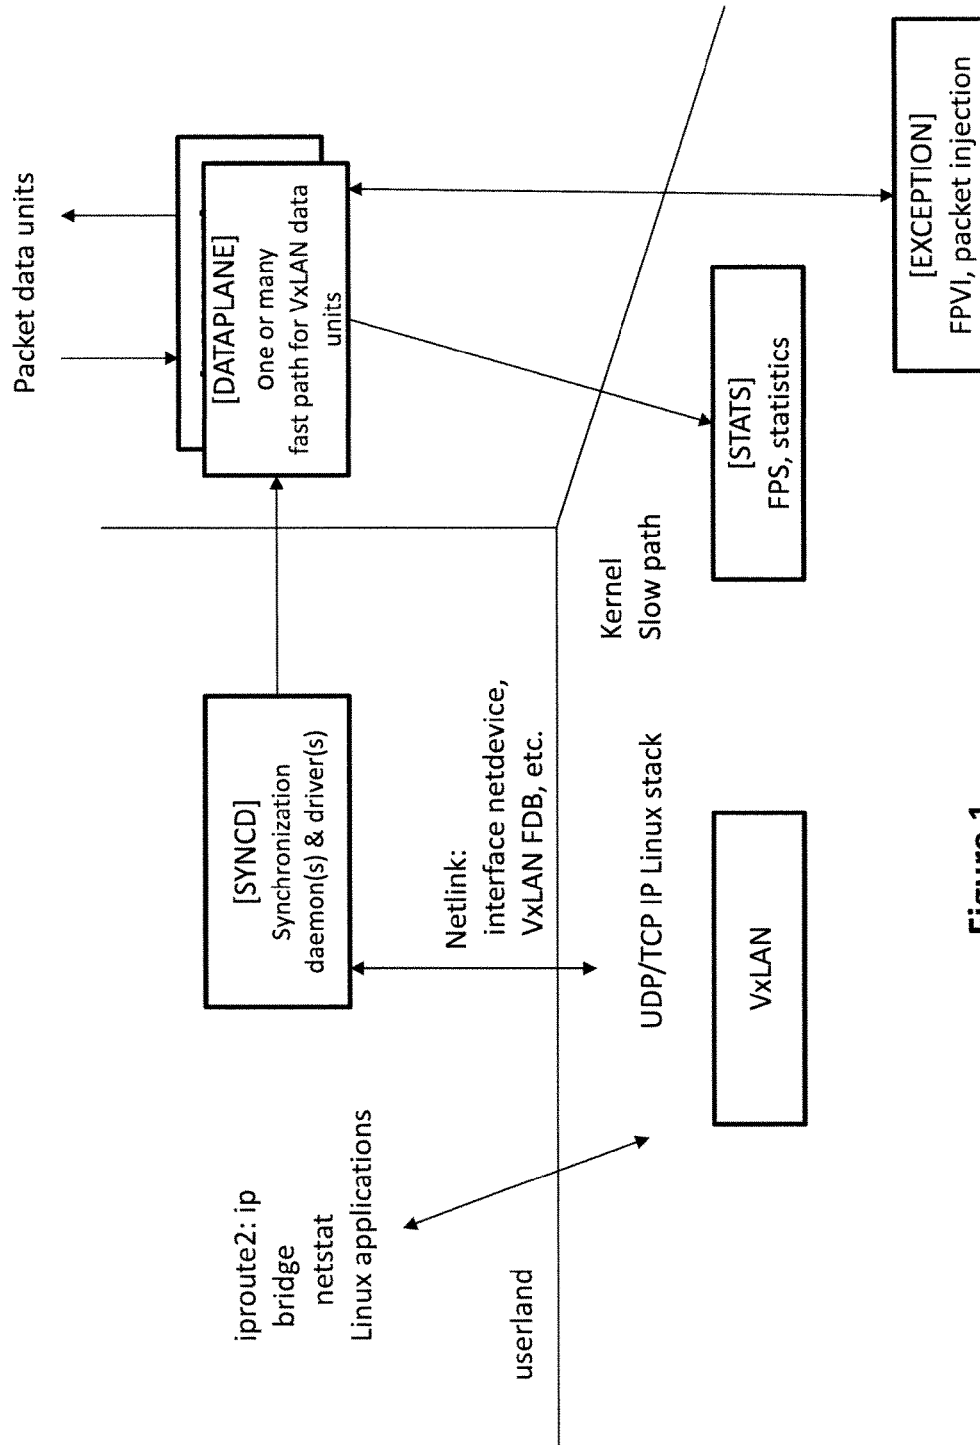 Packet data units
[DATAPLANE]
one or many
fast path for VxLAN data
units
[SYNCD]
Synchronization
daemon(s) & driver(s)
iproute2: ip
bridge
netstat
Linux applications
Netlink:
interface netdevice,
VxLAN FDB, etc.
userland
Kernel
Slow path
UDP/TCP IP Linux stack
VxLAN
[STATS]
FPS, statistics
[EXCEPTION]
FPVI, packet injection
Figure 1